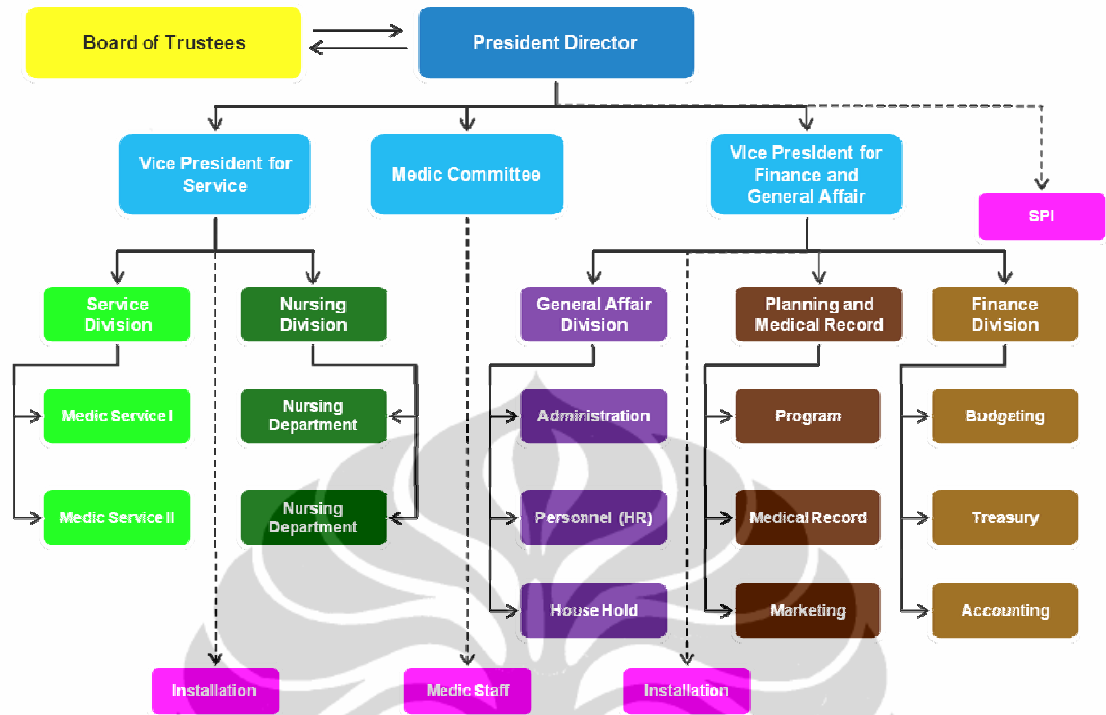 Board of Trustees
President Director
Vice President for
Service
Medic Committee
Vice President for
Finance and
General Affair
SPI
Service
Division
Nursing
Division
General Affair
Division
Planning and
Medical Record
Finance
Division
Medic Service I
Nursing
Department
Administration
Program
Budgeting
Medic Service II
Nursing
Department
Personnel (HR)
Medical Record
Treasury
House Hold
Marketing
Accounting
Installation
Medic Staff
Installation